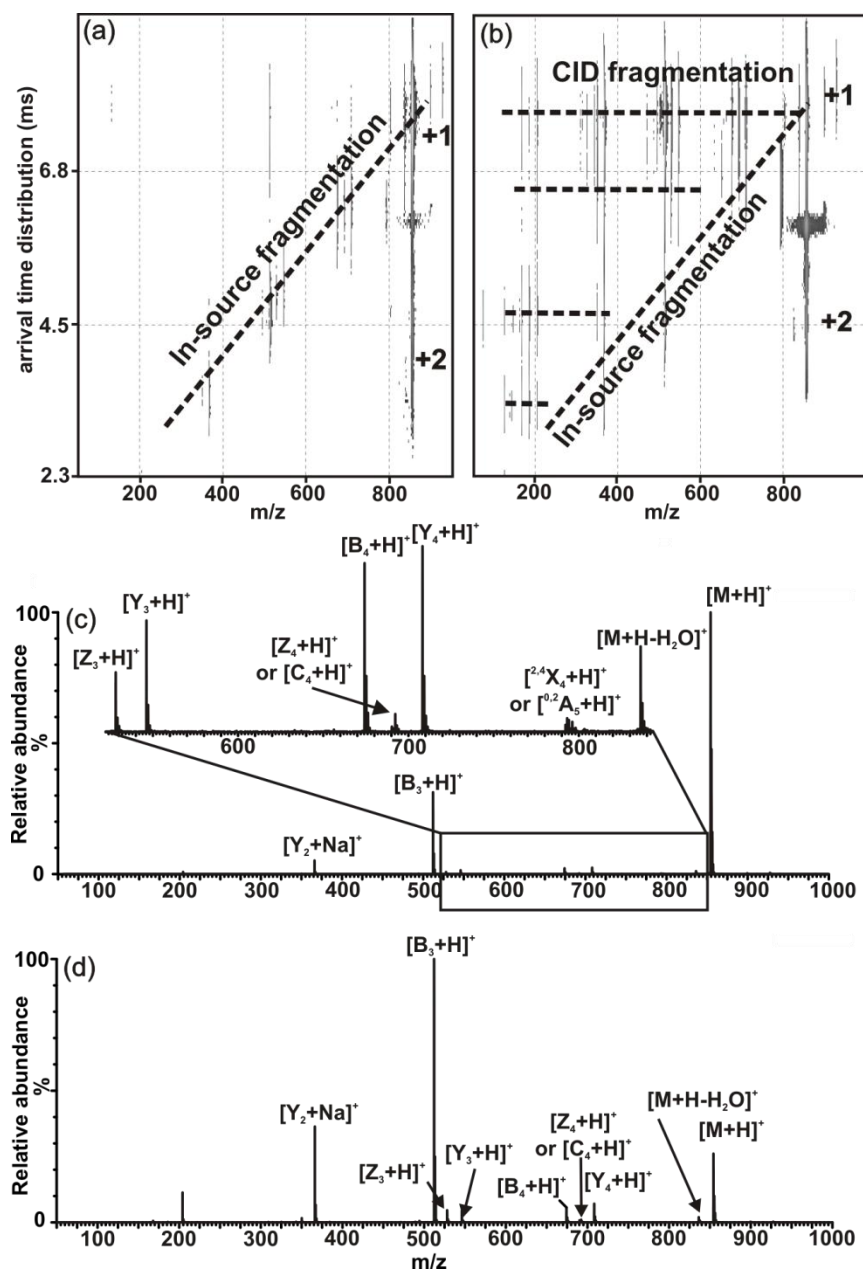 (a)
In-source fragmentation
+1
+2
arrival time distribution (ms)
6.8
4.5
2.3
200 400 600 800
m/z
(b)
CID fragmentation
+1
In-source fragmentation
+2
200 400 600 800
m/z
(c)
[Z₃+H]⁺
[Y₃+H]⁺
[B₄+H]⁺
[Y₄+H]⁺
[Z₄+H]⁺
or [C₄+H]⁺
[²,⁴X₄+H]⁺
or [⁰,²A₅+H]⁺
[M+H-H₂O]⁺
[M+H]⁺
600 700 800
[B₃+H]⁺
[Y₂+Na]⁺
100
%
0
Relative abundance
100 200 300 400 500 600 700 800 900 1000
(d)
[B₃+H]⁺
[Y₂+Na]⁺
[Z₃+H]⁺
[Y₃+H]⁺
[B₄+H]⁺
[Z₄+H]⁺
or [C₄+H]⁺
[Y₄+H]⁺
[M+H-H₂O]⁺
[M+H]⁺
100
%
0
Relative abundance
100 200 300 400 500 600 700 800 900 1000
m/z